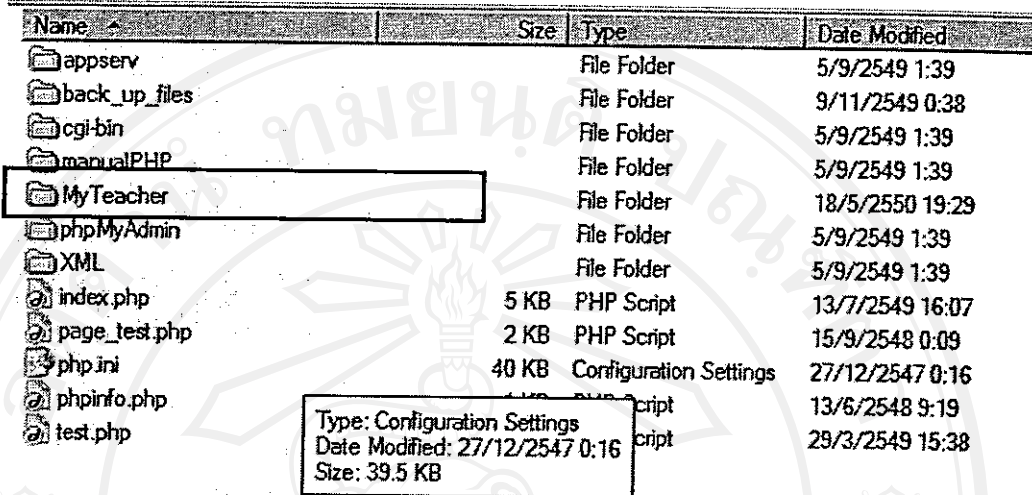 Name Size Type Date Modified
appserv File Folder 5/9/2549 1:39
back_up_files File Folder 9/11/2549 0:38
cgi-bin File Folder 5/9/2549 1:39
manualPHP File Folder 5/9/2549 1:39
MyTeacher File Folder 18/5/2550 19:29
phpMyAdmin File Folder 5/9/2549 1:39
XML File Folder 5/9/2549 1:39
index.php 5 KB PHP Script 13/7/2549 16:07
page_test.php 2 KB PHP Script 15/9/2548 0:09
php.ini 40 KB Configuration Settings 27/12/2547 0:16
phpinfo.php Script 13/6/2548 9:19
test.php Script 29/3/2549 15:38
Type: Configuration Settings
Date Modified: 27/12/2547 0:16
Size: 39.5 KB